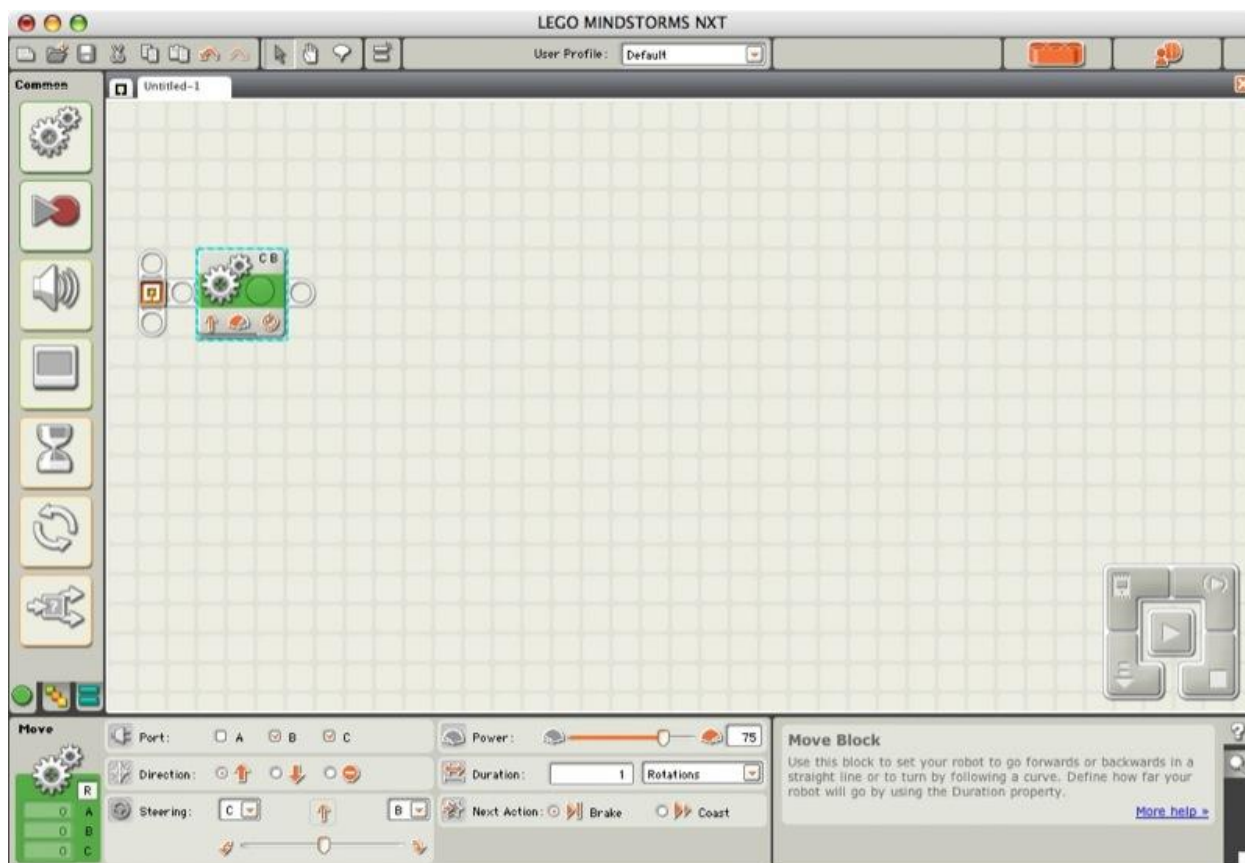 LEGO MINDSTORMS NXT
User Profile: Default
Common
Untitled-1
C B
Move
R
0 A
0 B
0 C
Port: A B C
Direction:
Steering: C B
Power: 75
Duration: 1 Rotations
Next Action: Brake Coast
Move Block
Use this block to set your robot to go forwards or backwards in a
straight line or to turn by following a curve. Define how far your
robot will go by using the Duration property.
More help »
?